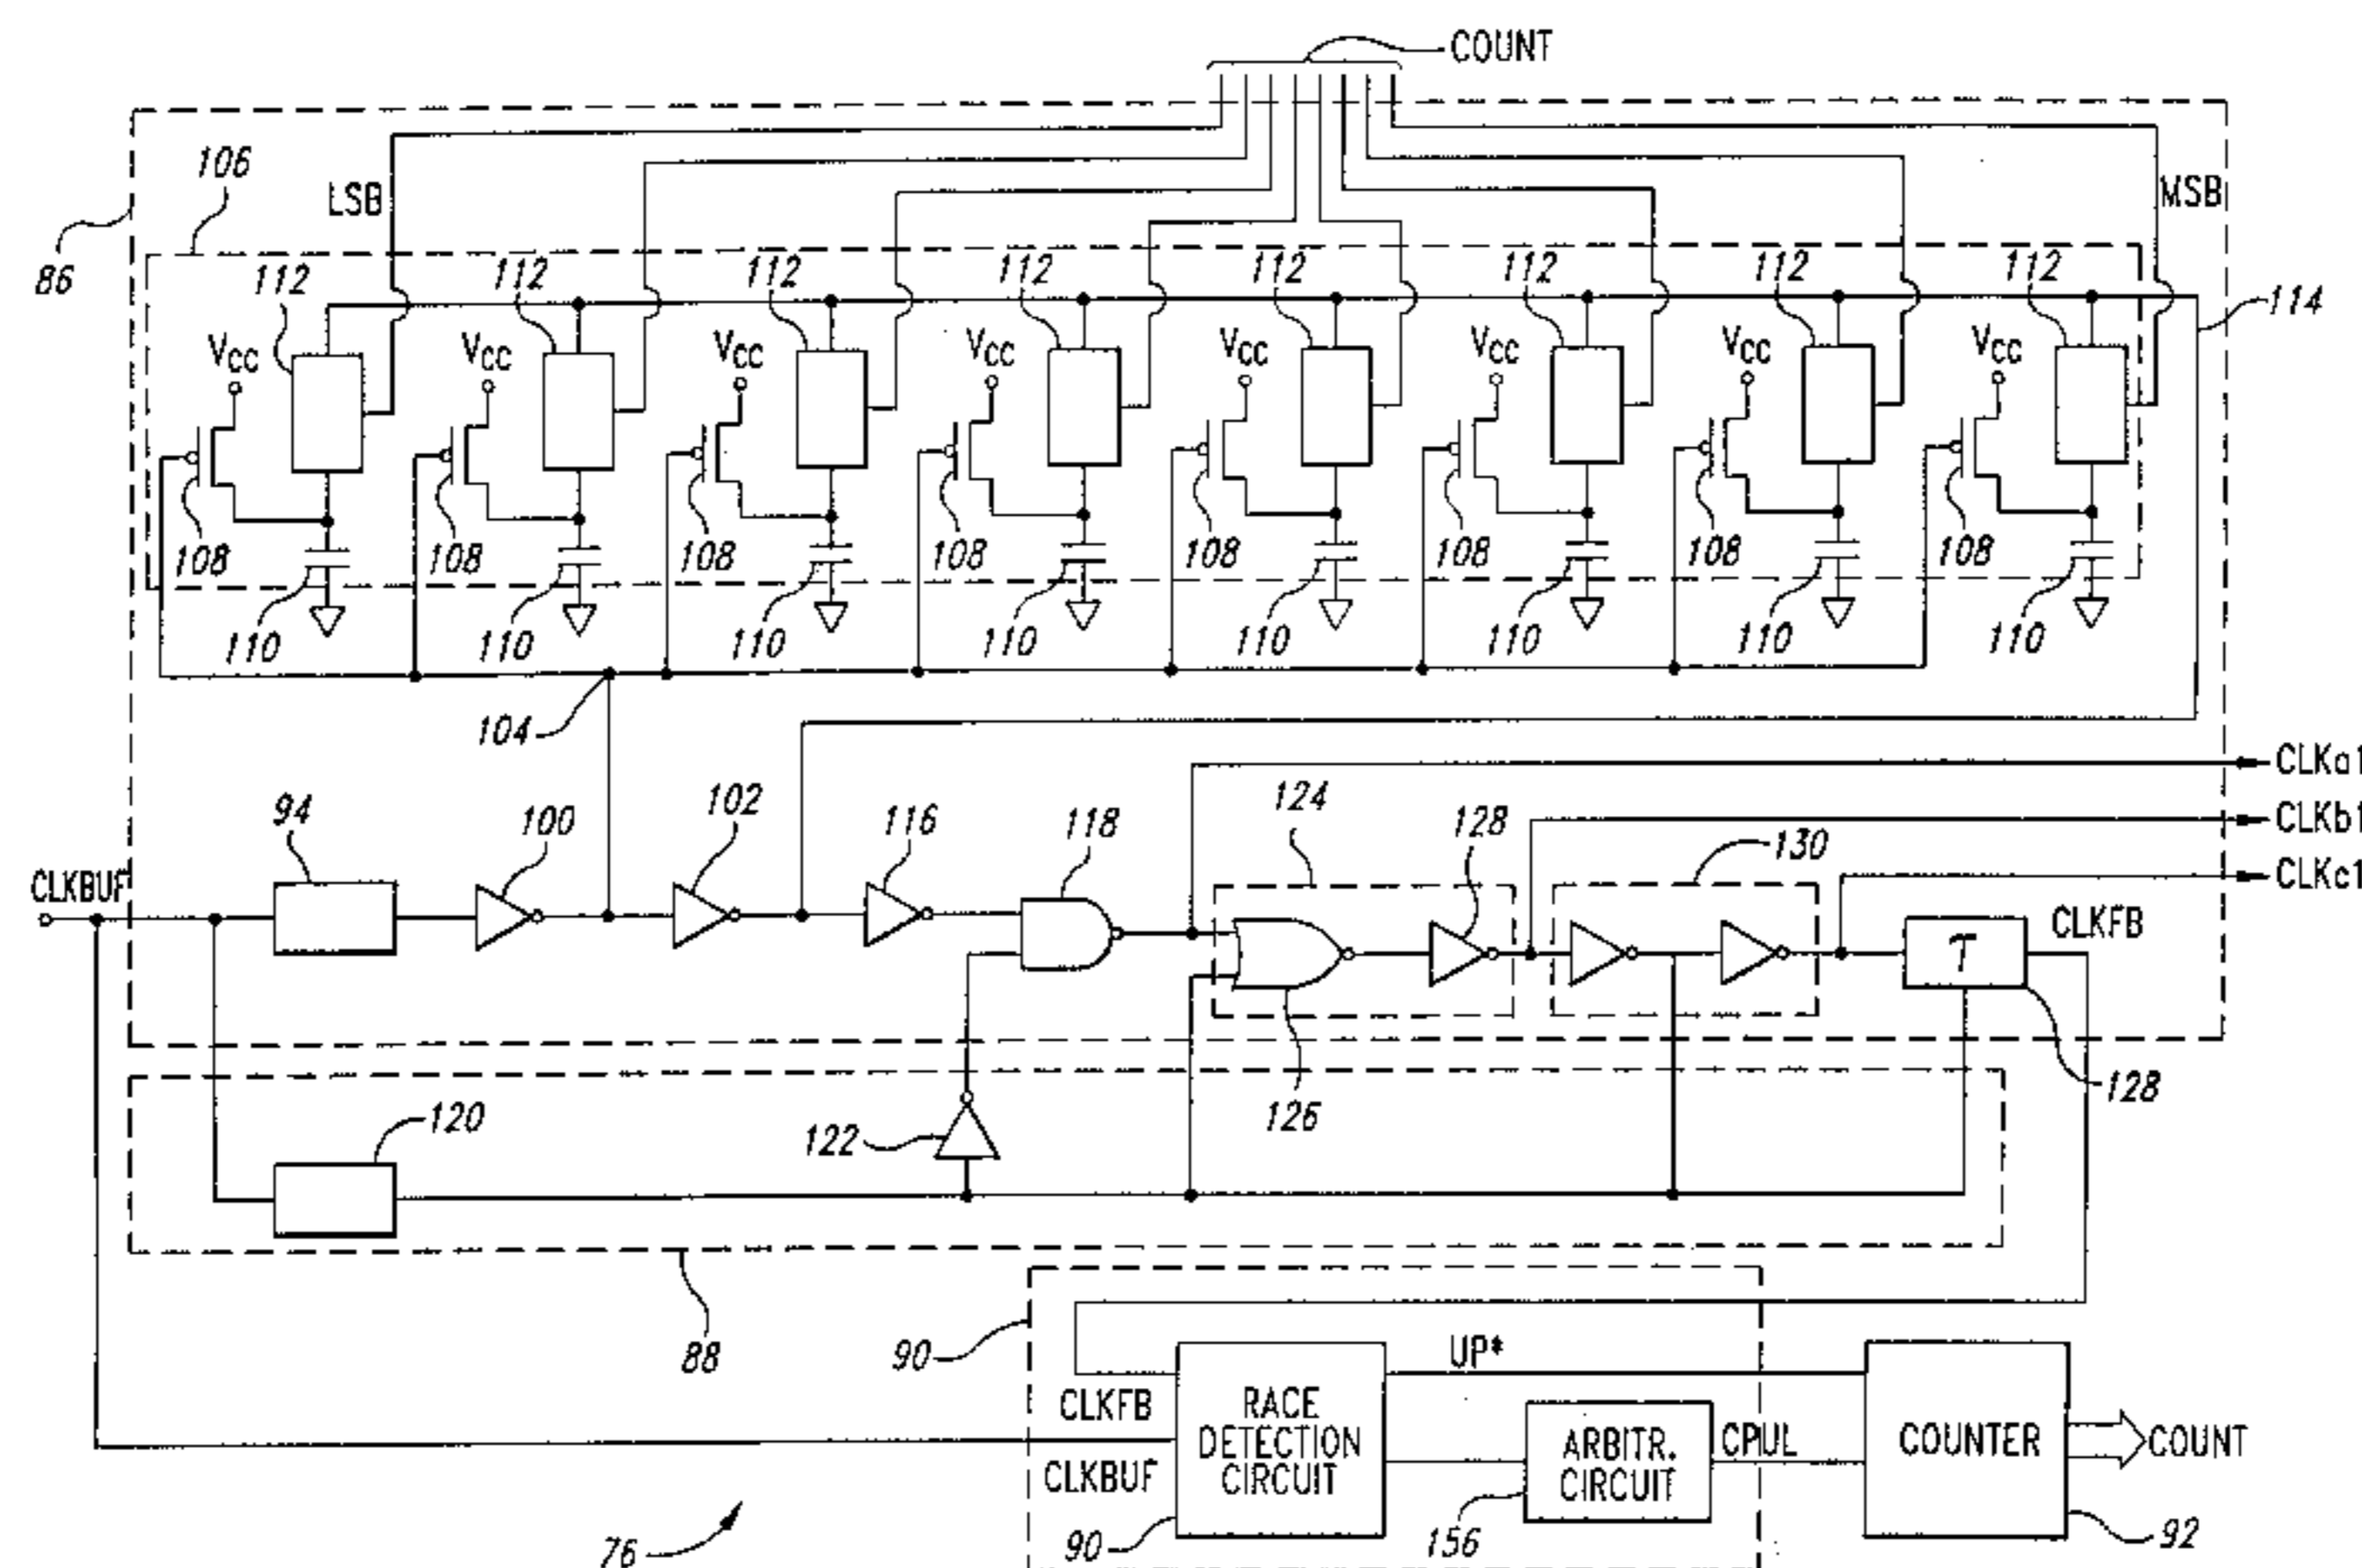 COUNT
106
LSB
MSB
86
112 112 112 112 112 112 112 112
114
VCC VCC VCC VCC VCC VCC VCC VCC
108 108 108 108 108 108 108 108
110 110 110 110 110 110 110 110
104
CLKa1
94 100 102 116 118 124 128
CLKb1
130
CLKc1
CLKBUF
τ
CLKFB
126
128
120
122
88
90
UP*
CLKFB
RACE
DETECTION
CIRCUIT
CLKBUF
ARBITR.
CIRCUIT
CPUL
COUNTER
COUNT
76
90
156
92